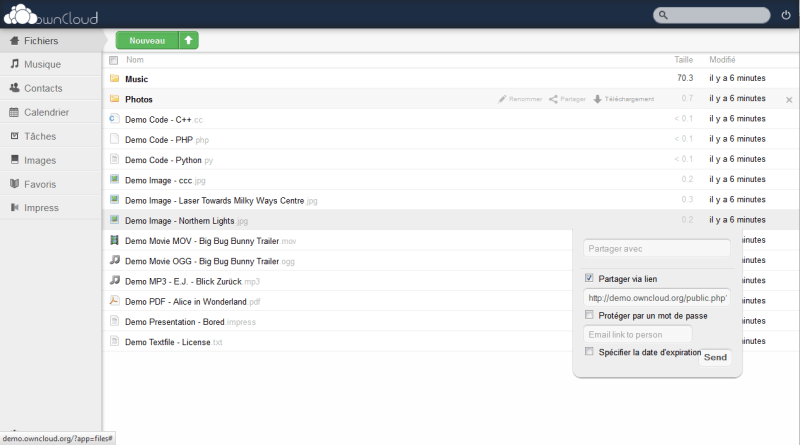 ownCloud
Fichiers
Nouveau
Musique
Contacts
Calendrier
Tâches
Images
Favoris
Impress
Nom Taille Modifié
Music 70.3 il y a 6 minutes
Photos Renommer Partager Téléchargement 0.7 il y a 6 minutes
Demo Code - C++.cc < 0.1 il y a 6 minutes
Demo Code - PHP.php < 0.1 il y a 6 minutes
Demo Code - Python.py < 0.1 il y a 6 minutes
Demo Image - ccc.jpg 0.2 il y a 6 minutes
Demo Image - Laser Towards Milky Ways Centre.jpg 0.3 il y a 6 minutes
Demo Image - Northern Lights.jpg 0.2 il y a 6 minutes
Demo Movie MOV - Big Bug Bunny Trailer.mov minutes
Demo Movie OGG - Big Bug Bunny Trailer.ogg minutes
Demo MP3 - E.J. - Blick Zurück.mp3 minutes
Demo PDF - Alice in Wonderland.pdf minutes
Demo Presentation - Bored.impress minutes
Demo Textfile - License.txt minutes
Partager avec
Partager via lien
http://demo.owncloud.org/public.php?
Protéger par un mot de passe
Email link to person
Spécifier la date d'expiration
Send
demo.owncloud.org/?app=files#